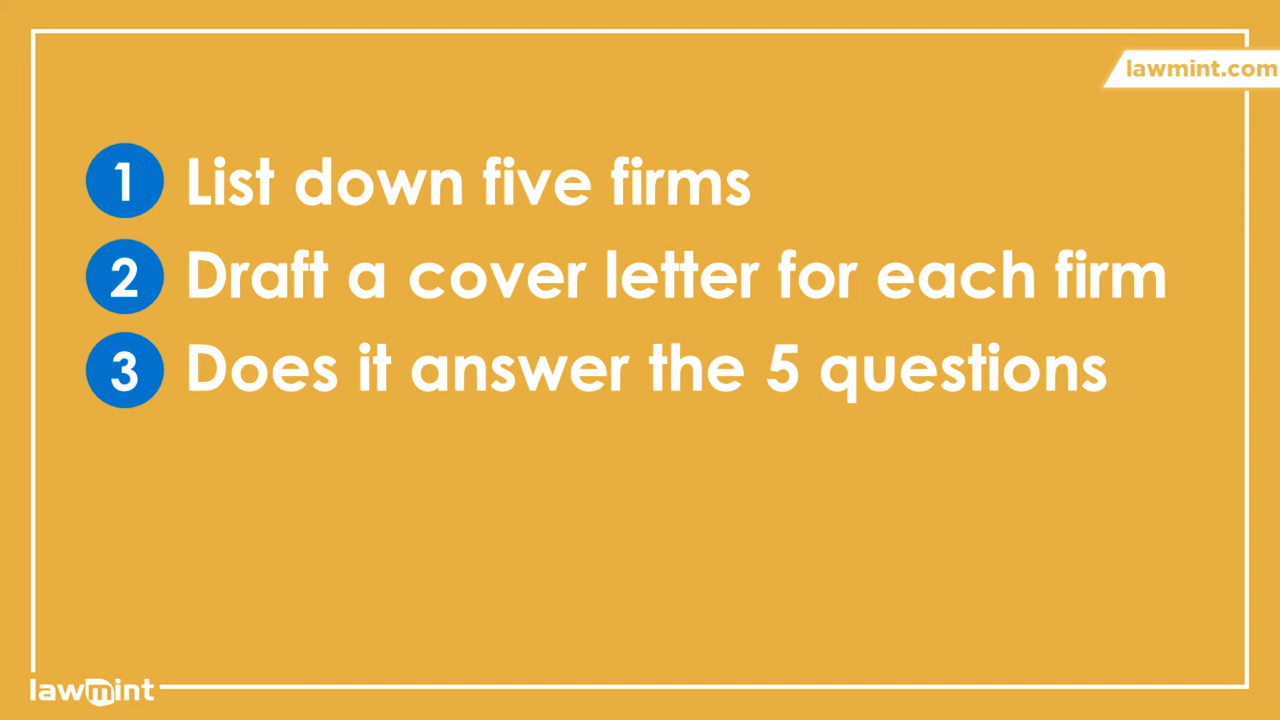 lawmint.com
1 List down five firms
2 Draft a cover letter for each firm
3 Does it answer the 5 questions
lawmint